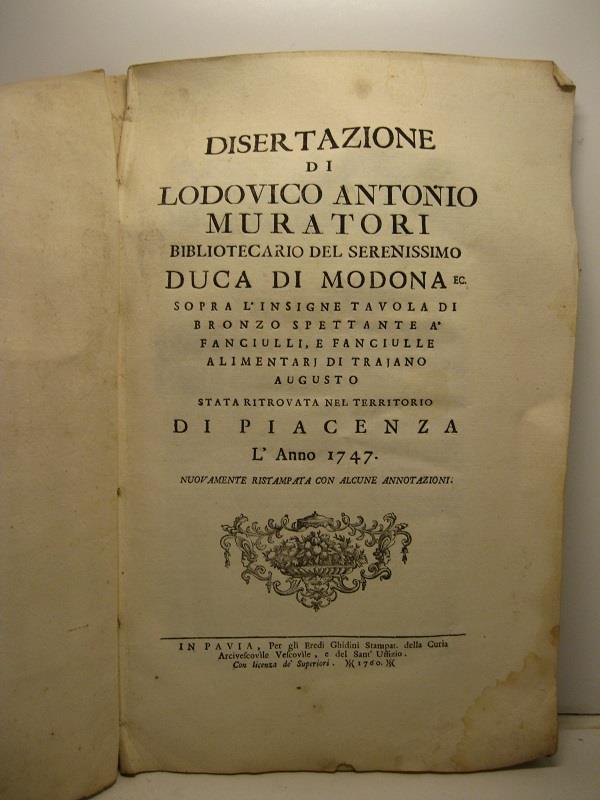 DISERTAZIONE
DI
LODOVICO ANTONIO
MURATORI
BIBLIOTECARIO DEL SERENISSIMO
DUCA DI MODONA EC.
SOPRA L'INSIGNE TAVOLA DI
BRONZO SPETTANTE A'
FANCIULLI, E FANCIULLE
ALIMENTARJ DI TRAJANO
AUGUSTO
STATA RITROVATA NEL TERRITORIO
DI PIACENZA
L' Anno 1747.
NUOVAMENTE RISTAMPATA CON ALCUNE ANNOTAZIONI.
IN PAVIA, Per gli Eredi Ghidini Stampat. della Curia
Arciveſcovile Veſcovile, e del Sant' Uffizio.
Con licenza de' Superiori. 1760.